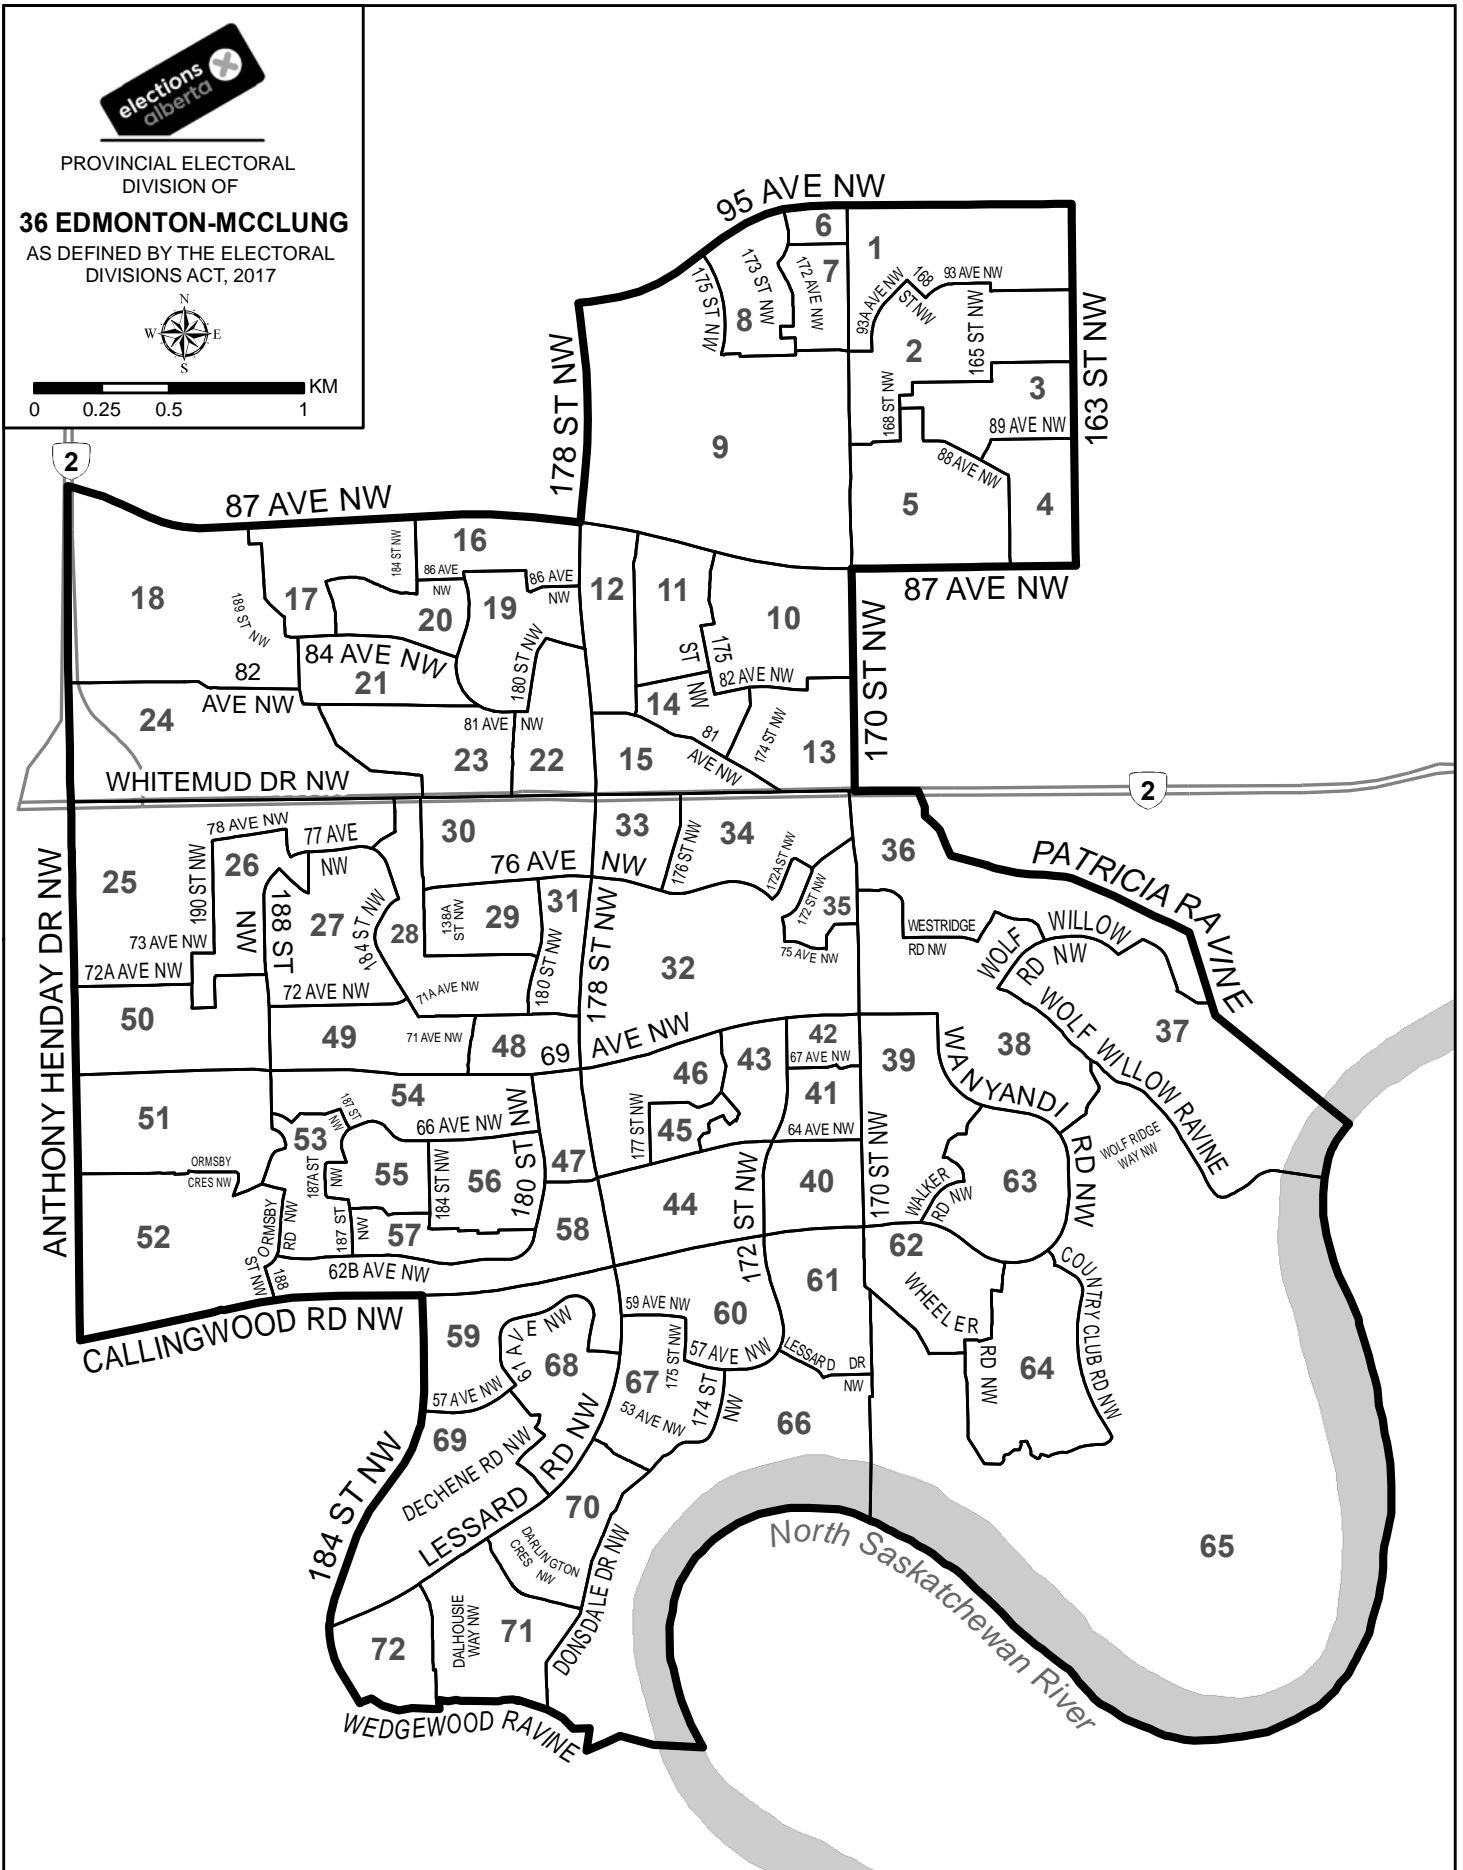 elections
alberta
PROVINCIAL ELECTORAL
DIVISION OF
36 EDMONTON-MCCLUNG
AS DEFINED BY THE ELECTORAL
DIVISIONS ACT, 2017
N
W
E
S
KM
0
0.25
0.5
1
95 AVE NW
6
1
7
8
173 ST NW
172 AVE NW
175 ST NW
93A AVE NW
168
ST NW
93 AVE NW
2
165 ST NW
163 ST NW
3
168 ST NW
89 AVE NW
88 AVE NW
178 ST NW
9
5
4
2
87 AVE NW
87 AVE NW
184 ST NW
16
86 AVE
NW
86 AVE
NW
18
17
189 ST NW
20
19
12
11
10
170 ST NW
84 AVE NW
180 ST NW
175
ST
NW
82
AVE NW
21
82 AVE NW
24
81 AVE
NW
14
81
AVE NW
174 ST NW
23
22
15
13
WHITEMUD DR NW
2
78 AVE NW
77 AVE
NW
30
33
34
36
PATRICIA RAVINE
76 AVE
NW
176 ST NW
172A ST NW
172 ST NW
25
26
190 ST NW
NW
188 ST
27
184 ST NW
28
138A
ST NW
29
31
180 ST NW
178 ST NW
35
75 AVE NW
32
WESTRIDGE
RD NW
WOLF
WILLOW
RD
NW
ANTHONY HENDAY DR NW
73 AVE NW
72A AVE NW
72 AVE NW
71A AVE NW
50
49
71 AVE NW
48
69
AVE NW
42
67 AVE NW
43
46
39
WANYANDI
RD NW
38
WOLF WILLOW RAVINE
37
51
54
187 ST
NW
66 AVE NW
53
180 ST
NW
177 ST NW
45
41
64 AVE NW
170 ST NW
WOLF RIDGE
WAY NW
ORMSBY
CRES NW
187A ST
NW
55
184 ST NW
56
47
44
172 ST NW
40
WALKER
RD NW
63
52
ORMSBY
RD NW
187 ST
NW
57
58
62
188
ST NW
62B AVE NW
COUNTRY CLUB RD NW
CALLINGWOOD RD NW
59 AVE NW
60
61
WHEELER
RD NW
59
61 AVE NW
68
67
175 ST NW
57 AVE NW
LESSARD DR
NW
64
57 AVE NW
53 AVE NW
174 ST
NW
66
69
DECHENE RD NW
LESSARD
RD NW
184 ST NW
70
DARLINGTON
CRES NW
DONSDALE DR NW
North Saskatchewan River
65
DALHOUSIE
WAY NW
71
72
WEDGEWOOD RAVINE